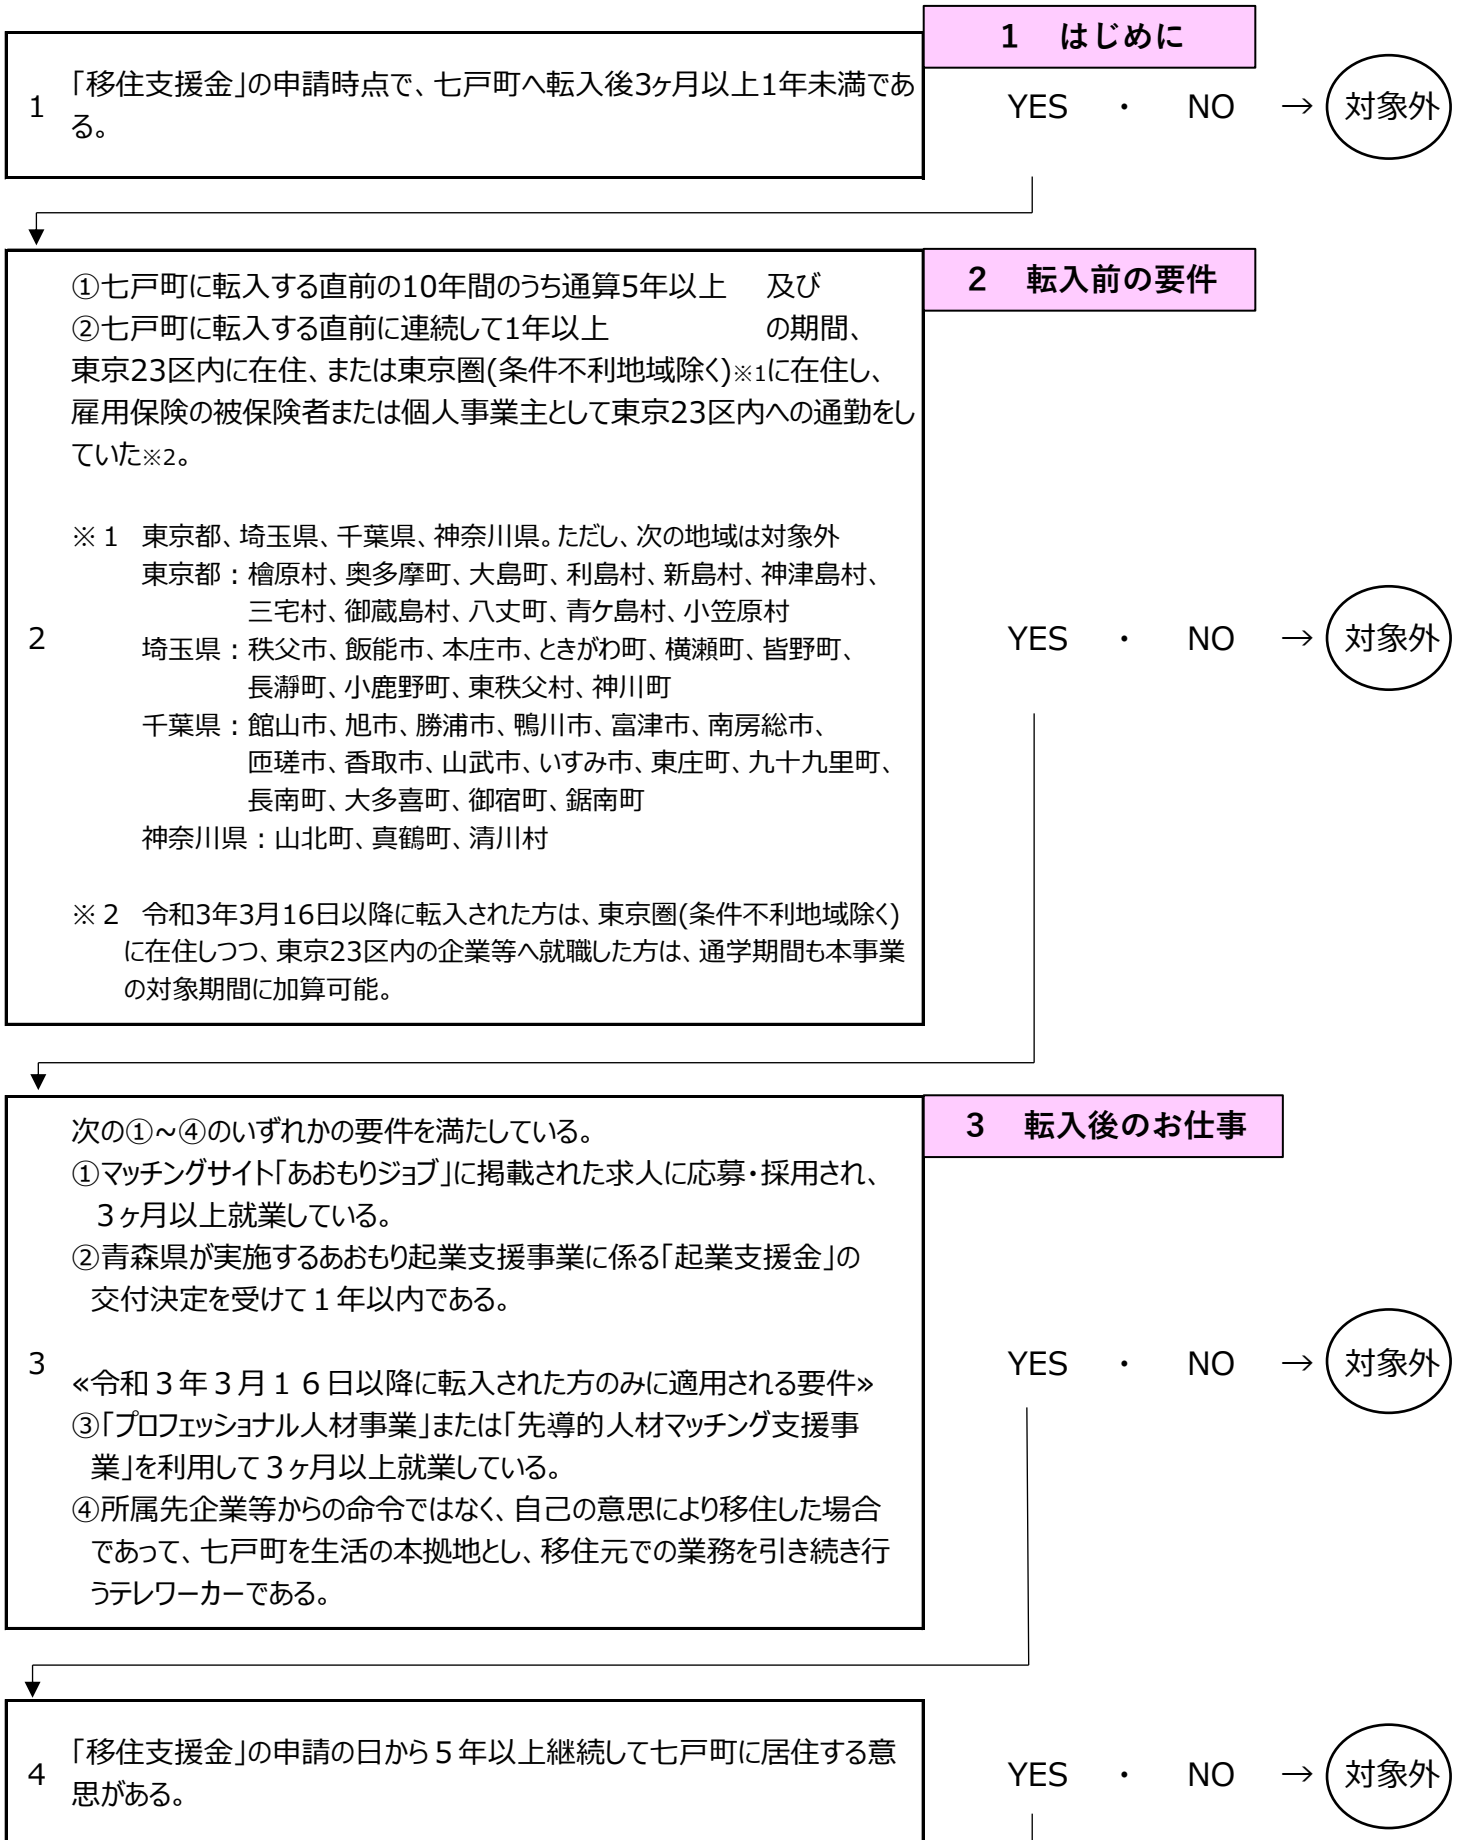 1 はじめに
1
「移住支援金」の申請時点で、七戸町へ転入後3ヶ月以上1年未満であ
る。
YES ・ NO → 対象外
2 転入前の要件
①七戸町に転入する直前の10年間のうち通算5年以上 及び
②七戸町に転入する直前に連続して1年以上 の期間、
東京23区内に在住、または東京圏(条件不利地域除く)※1に在住し、
雇用保険の被保険者または個人事業主として東京23区内への通勤をし
ていた※2。
※１ 東京都、埼玉県、千葉県、神奈川県。ただし、次の地域は対象外
東京都：檜原村、奥多摩町、大島町、利島村、新島村、神津島村、
三宅村、御蔵島村、八丈町、青ケ島村、小笠原村
2
埼玉県：秩父市、飯能市、本庄市、ときがわ町、横瀬町、皆野町、
長瀞町、小鹿野町、東秩父村、神川町
千葉県：館山市、旭市、勝浦市、鴨川市、富津市、南房総市、
匝瑳市、香取市、山武市、いすみ市、東庄町、九十九里町、
長南町、大多喜町、御宿町、鋸南町
神奈川県：山北町、真鶴町、清川村
※２ 令和3年3月16日以降に転入された方は、東京圏(条件不利地域除く)
に在住しつつ、東京23区内の企業等へ就職した方は、通学期間も本事業
の対象期間に加算可能。
YES ・ NO → 対象外
3 転入後のお仕事
次の①~④のいずれかの要件を満たしている。
①マッチングサイト「あおもりジョブ」に掲載された求人に応募・採用され、
３ヶ月以上就業している。
②青森県が実施するあおもり起業支援事業に係る「起業支援金」の
交付決定を受けて１年以内である。
3
≪令和３年３月１６日以降に転入された方のみに適用される要件≫
③「プロフェッショナル人材事業」または「先導的人材マッチング支援事
業」を利用して３ヶ月以上就業している。
④所属先企業等からの命令ではなく、自己の意思により移住した場合
であって、七戸町を生活の本拠地とし、移住元での業務を引き続き行
うテレワーカーである。
YES ・ NO → 対象外
4
「移住支援金」の申請の日から５年以上継続して七戸町に居住する意
思がある。
YES ・ NO → 対象外